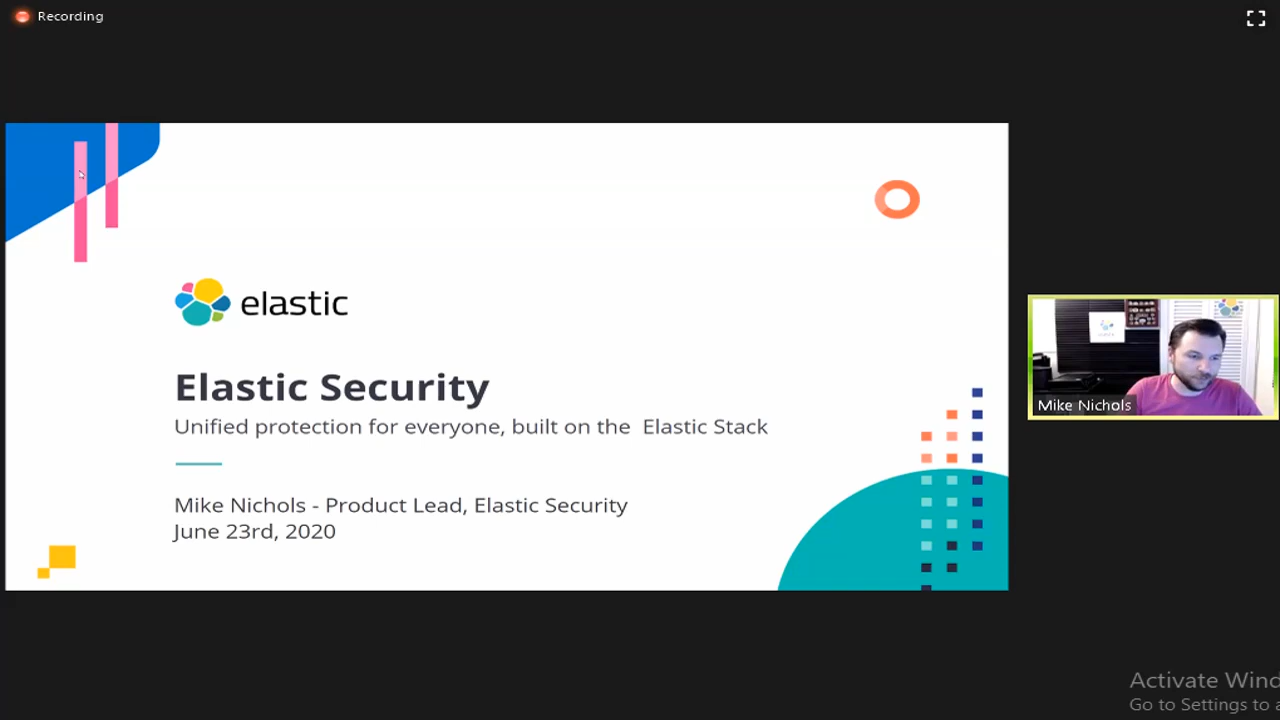 Recording
elastic
Elastic Security
Unified protection for everyone, built on the Elastic Stack
Mike Nichols - Product Lead, Elastic Security
June 23rd, 2020
Mike Nichols
Activate Wind
Go to Settings to a